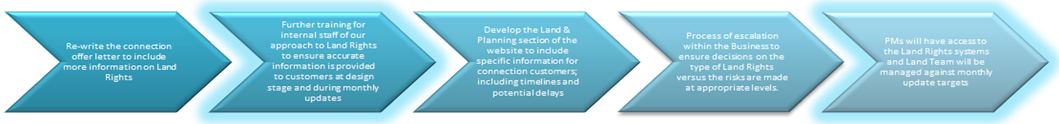 Re-write the connection
offer letter to include
more information on Land
Rights
Further training for
internal staff of our
approach to Land Rights
to ensure accurate
information is provided
to customers at design
stage and during monthly
updates
Develop the Land &
Planning section of the
website to include
specific information for
connection customers;
including timelines and
potential delays
Process of escalation
within the Business to
ensure decisions on the
type of Land Rights
versus the risks are made
at appropriate levels.
PMs will have access to
the Land Rights systems
and Land Team will be
managed against monthly
update targets